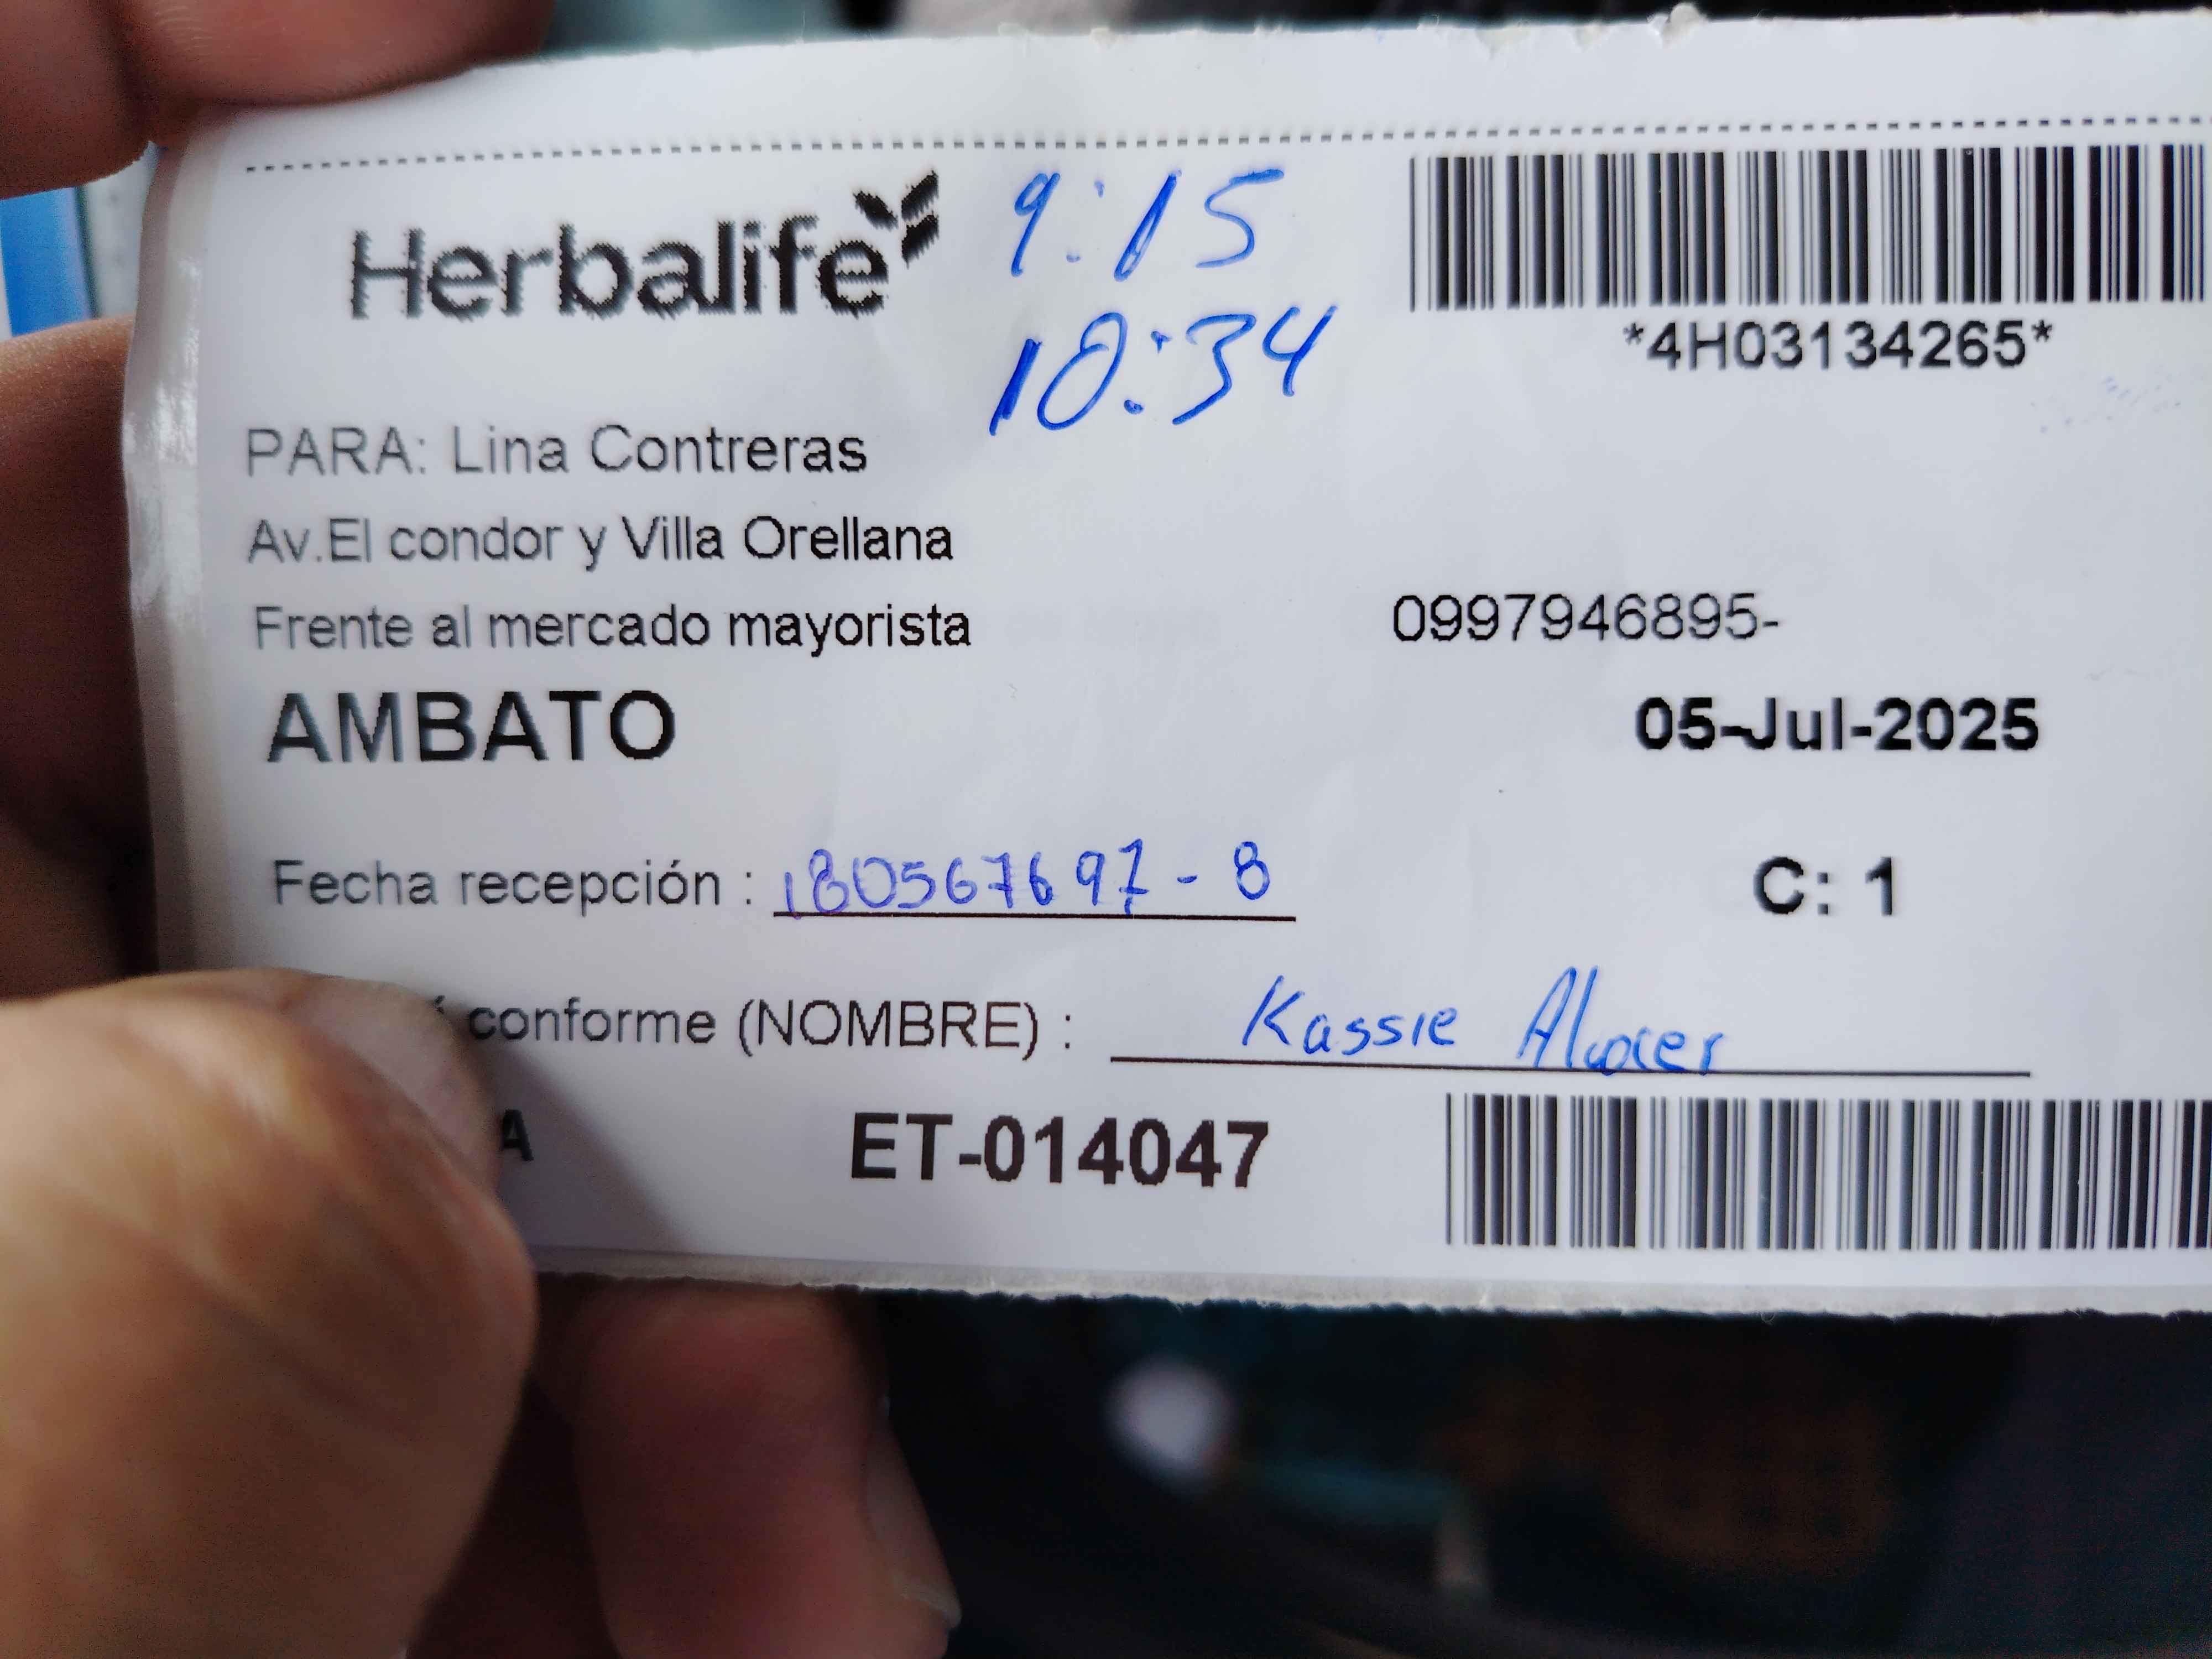 Herbalife
9:15
10:34
*4H03134265*
PARA: Lina Contreras
Av.El condor y Villa Orellana
Frente al mercado mayorista
0997946895-
AMBATO
05-Jul-2025
Fecha recepción : 180567697-8
C: 1
conforme (NOMBRE) : Kassie
ET-014047